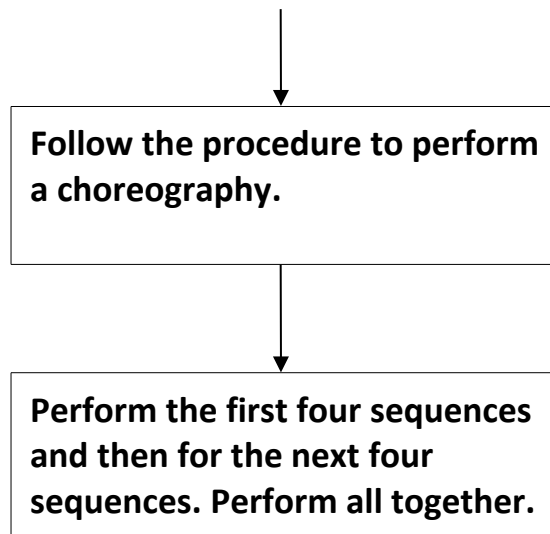 Follow the procedure to perform
a choreography.
Perform the first four sequences
and then for the next four
sequences. Perform all together.